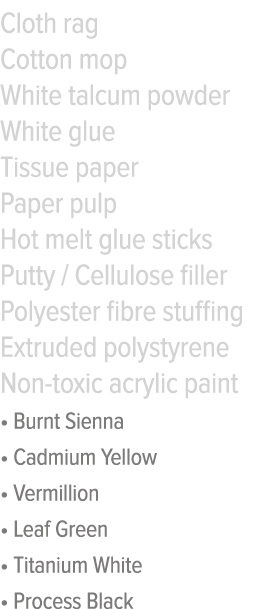 Cloth rag
Cotton mop
White talcum powder
White glue
Tissue paper
Paper pulp
Hot melt glue sticks
Putty / Cellulose filler
Polyester fibre stuffing
Extruded polystyrene
Non-toxic acrylic paint
• Burnt Sienna
• Cadmium Yellow
• Vermillion
• Leaf Green
• Titanium White
• Process Black